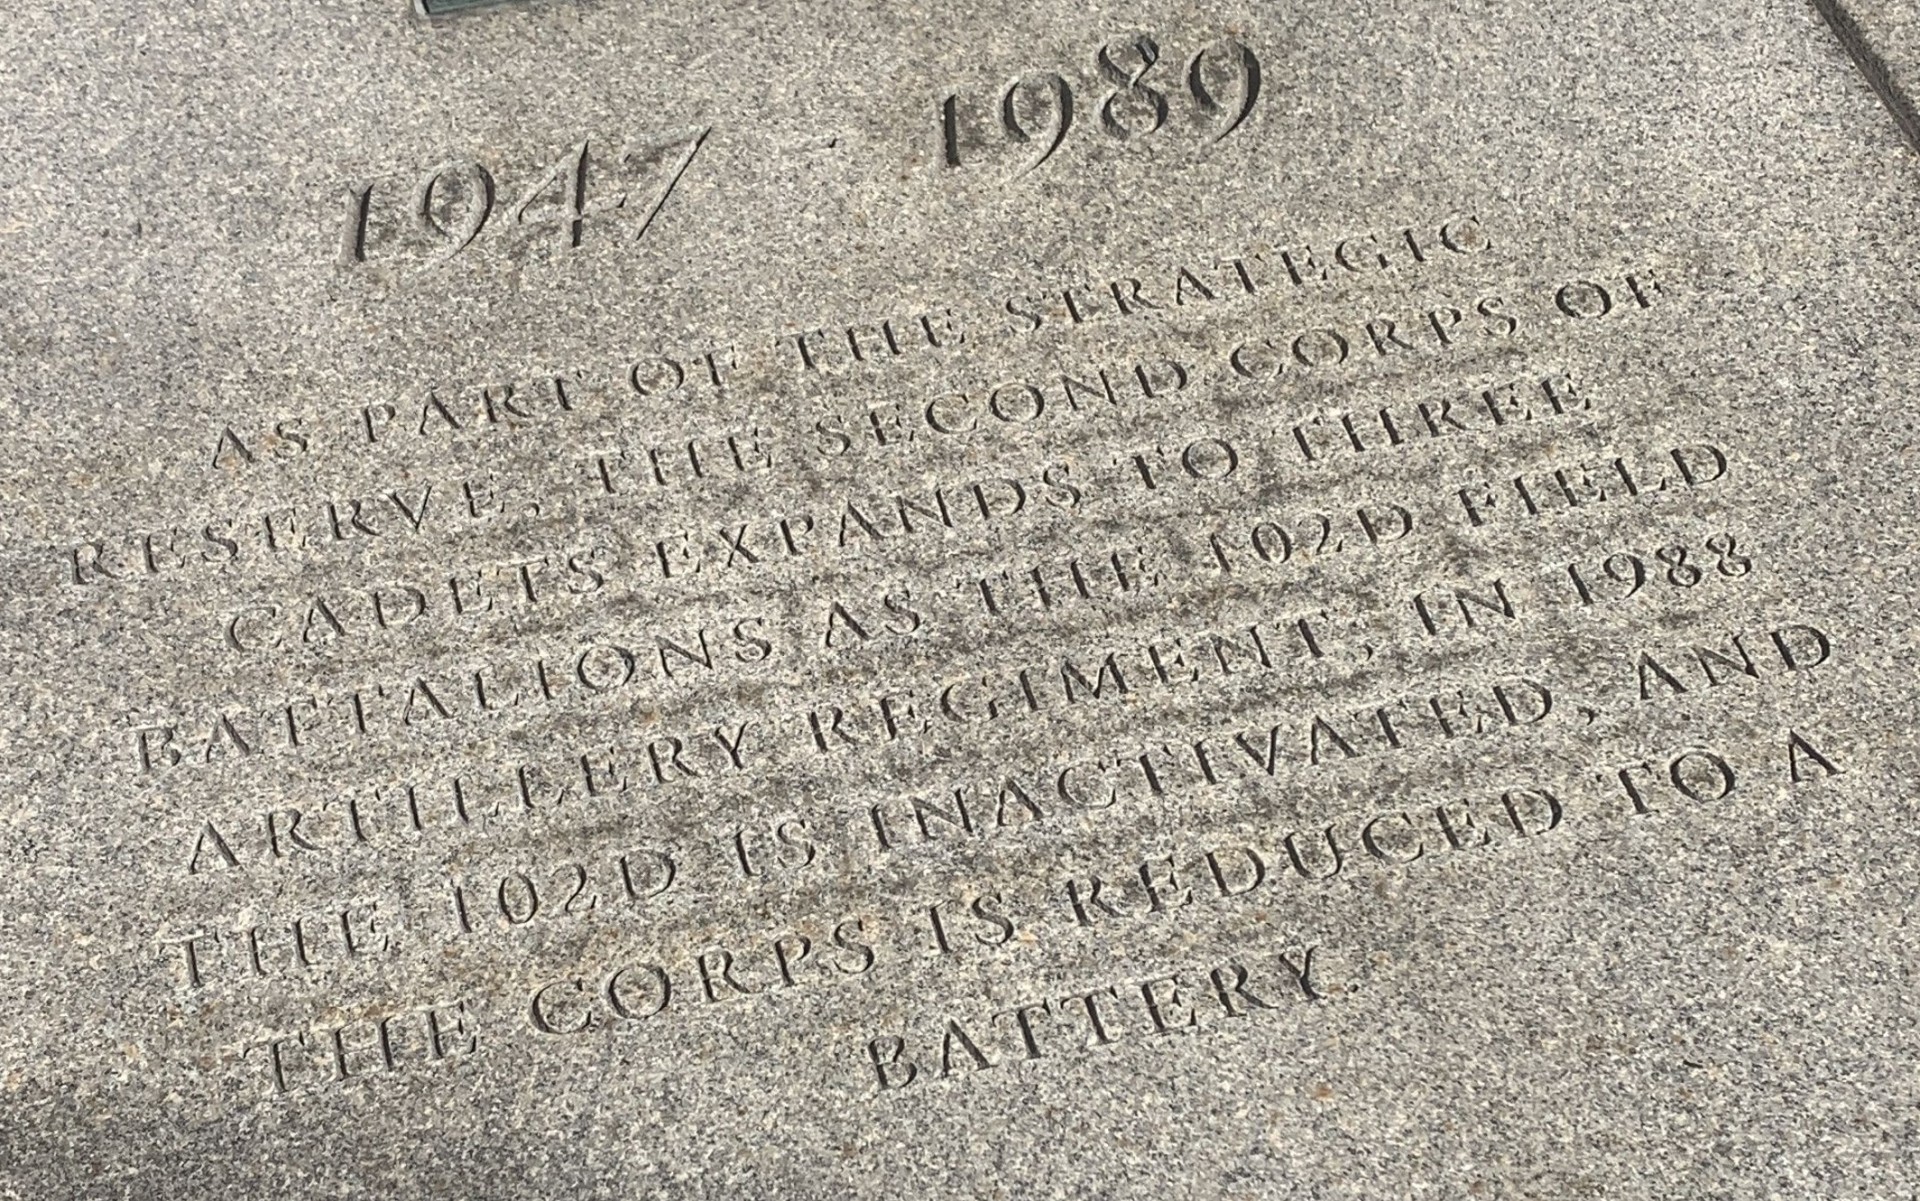 1947 - 1989
AS PART OF THE STRATEGIC
RESERVE, THE SECOND CORPS OF
CADETS EXPANDS TO THREE
BATTALIONS AS THE 102D FIELD
ARTILLERY REGIMENT; IN 1988
THE 102D IS INACTIVATED, AND
THE CORPS IS REDUCED TO A
BATTERY.